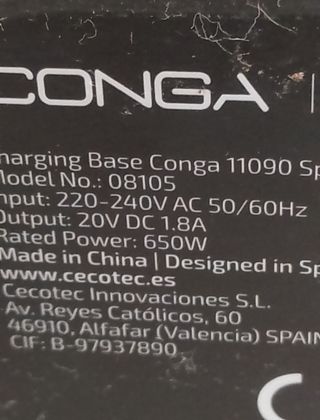 CONGA
harging Base Conga 11090 Sp
Model No.: 08105
nput: 220-240V AC 50/60Hz
Output: 20V DC 1.8A
Rated Power: 650W
Made in China | Designed in Sp
www.cecotec.es
Cecotec Innovaciones S.L.
Av. Reyes Católicos, 60
46910, Alfafar (Valencia) SPAIN
CIF: B-97937890